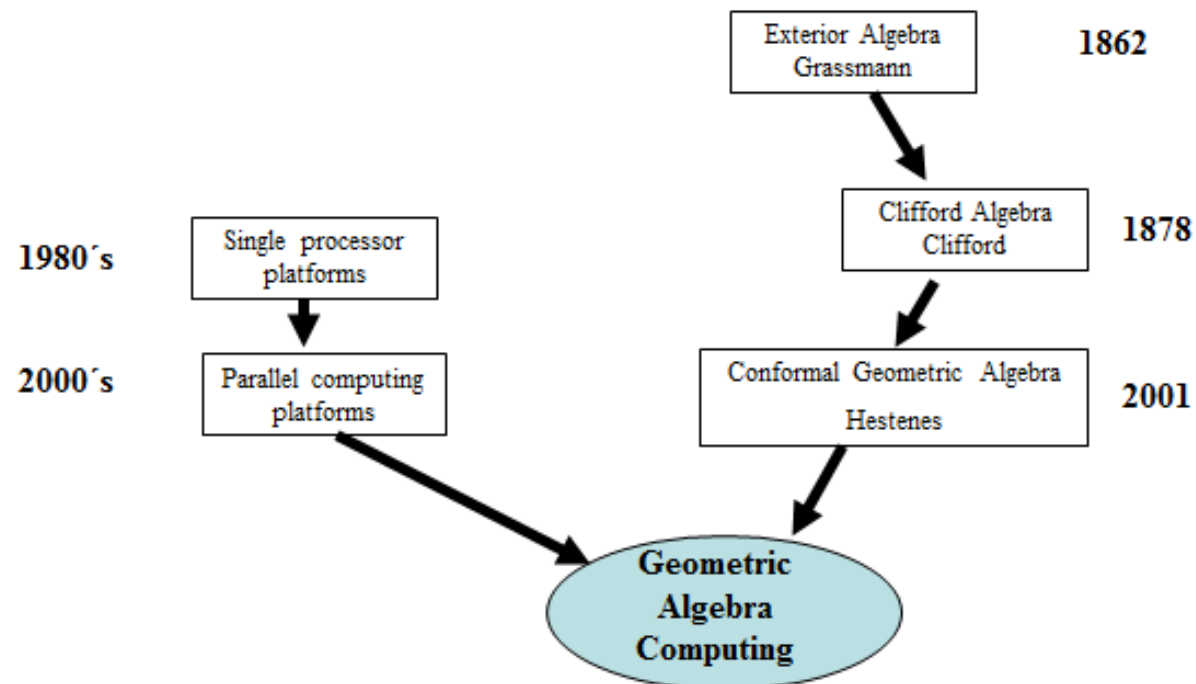 Exterior Algebra
Grassmann
1862
Clifford Algebra
Clifford
1878
1980´s
Single processor
platforms
2000´s
Parallel computing
platforms
Conformal Geometric Algebra
Hestenes
2001
Geometric
Algebra
Computing